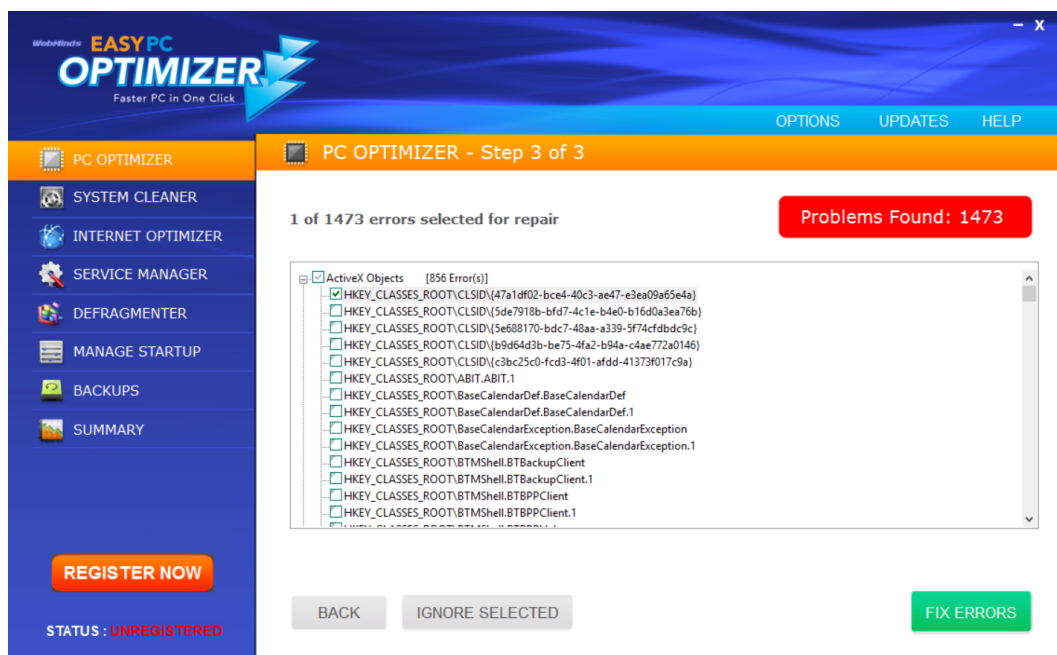 WebMinds EASY PC
OPTIMIZER
Faster PC in One Click
- X
OPTIONS UPDATES HELP
PC OPTIMIZER
SYSTEM CLEANER
INTERNET OPTIMIZER
SERVICE MANAGER
DEFRAGMENTER
MANAGE STARTUP
BACKUPS
SUMMARY
REGISTER NOW
STATUS : UNREGISTERED
PC OPTIMIZER - Step 3 of 3
1 of 1473 errors selected for repair
Problems Found: 1473
ActiveX Objects [856 Error(s)]
HKEY_CLASSES_ROOT\CLSID\{47a1df02-bce4-40c3-ae47-e3ea09a65e4a}
HKEY_CLASSES_ROOT\CLSID\{5de7918b-bfd7-4c1e-b4e0-b16d0a3ea76b}
HKEY_CLASSES_ROOT\CLSID\{5e688170-bdc7-48aa-a339-5f74cfdbdc9c}
HKEY_CLASSES_ROOT\CLSID\{b9d64d3b-be75-4fa2-b94a-c4ae772a0146}
HKEY_CLASSES_ROOT\CLSID\{c3bc25c0-fcd3-4f01-afdd-41373f017c9a}
HKEY_CLASSES_ROOT\ABIT.ABIT.1
HKEY_CLASSES_ROOT\BaseCalendarDef.BaseCalendarDef
HKEY_CLASSES_ROOT\BaseCalendarDef.BaseCalendarDef.1
HKEY_CLASSES_ROOT\BaseCalendarException.BaseCalendarException
HKEY_CLASSES_ROOT\BaseCalendarException.BaseCalendarException.1
HKEY_CLASSES_ROOT\BTMShell.BTBackupClient
HKEY_CLASSES_ROOT\BTMShell.BTBackupClient.1
HKEY_CLASSES_ROOT\BTMShell.BTBPPClient
HKEY_CLASSES_ROOT\BTMShell.BTBPPClient.1
BACK
IGNORE SELECTED
FIX ERRORS